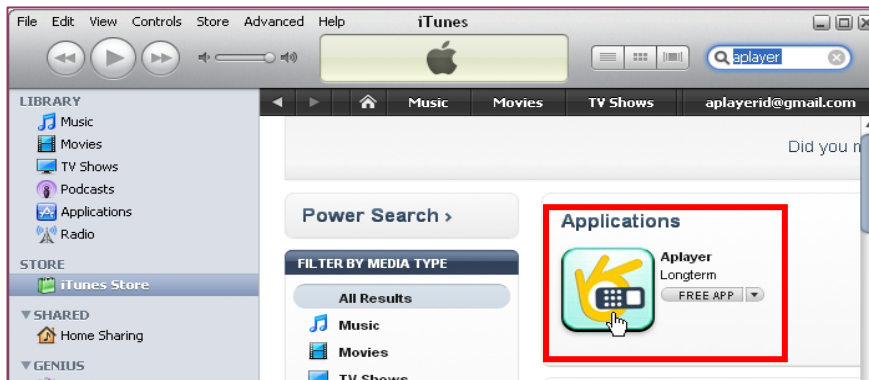 File Edit View Controls Store Advanced Help
iTunes
aplayer
LIBRARY
Music
Movies
TV Shows
Podcasts
Applications
Radio
STORE
iTunes Store
SHARED
Home Sharing
GENIUS
Music Movies TV Shows aplayerid@gmail.com
Did you
Power Search ›
FILTER BY MEDIA TYPE
All Results
Music
Movies
TV Shows
Applications
Aplayer
Longterm
FREE APP